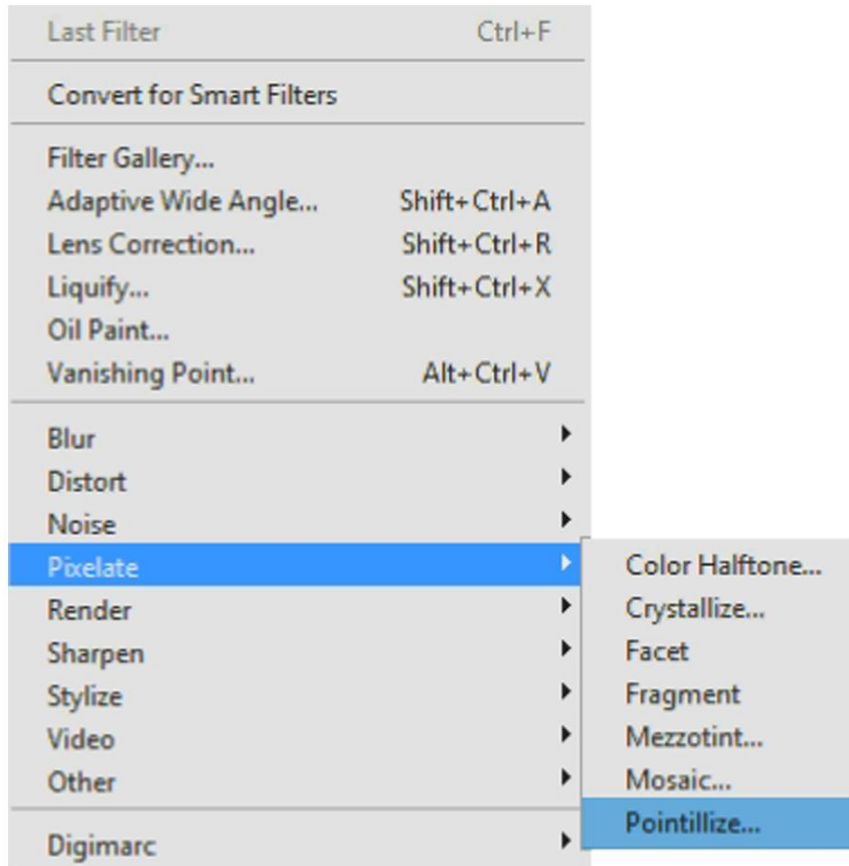 Last Filter Ctrl+F
Convert for Smart Filters
Filter Gallery...
Adaptive Wide Angle... Shift+Ctrl+A
Lens Correction... Shift+Ctrl+R
Liquify... Shift+Ctrl+X
Oil Paint...
Vanishing Point... Alt+Ctrl+V
Blur
Distort
Noise
Pixelate
Render
Sharpen
Stylize
Video
Other
Digimarc
Color Halftone...
Crystallize...
Facet
Fragment
Mezzotint...
Mosaic...
Pointillize...